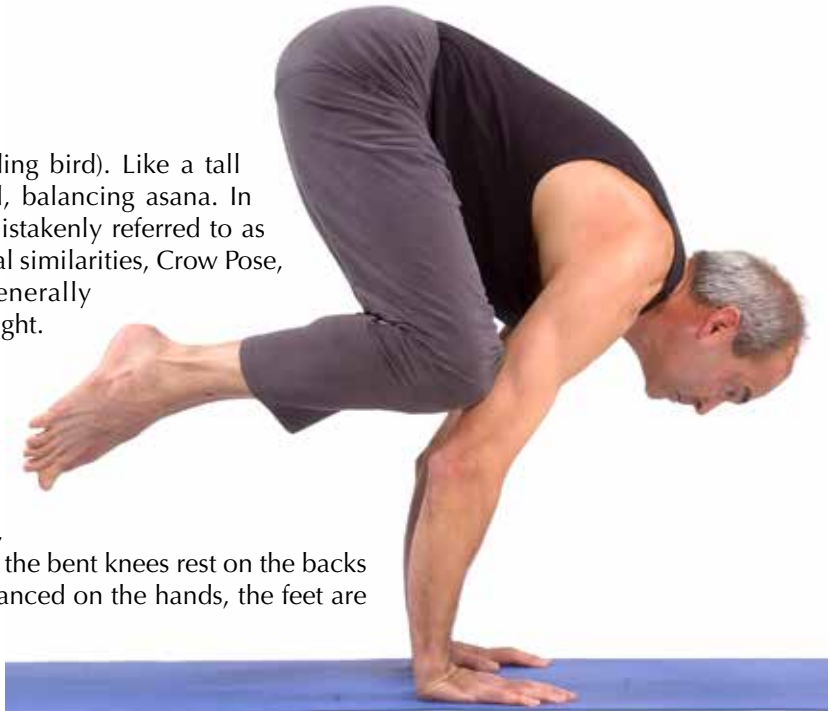 ling bird). Like a tall
l, balancing asana. In
istakenly referred to as
al similarities, Crow Pose,
enerally
ght.
,
the bent knees rest on the backs
anced on the hands, the feet are